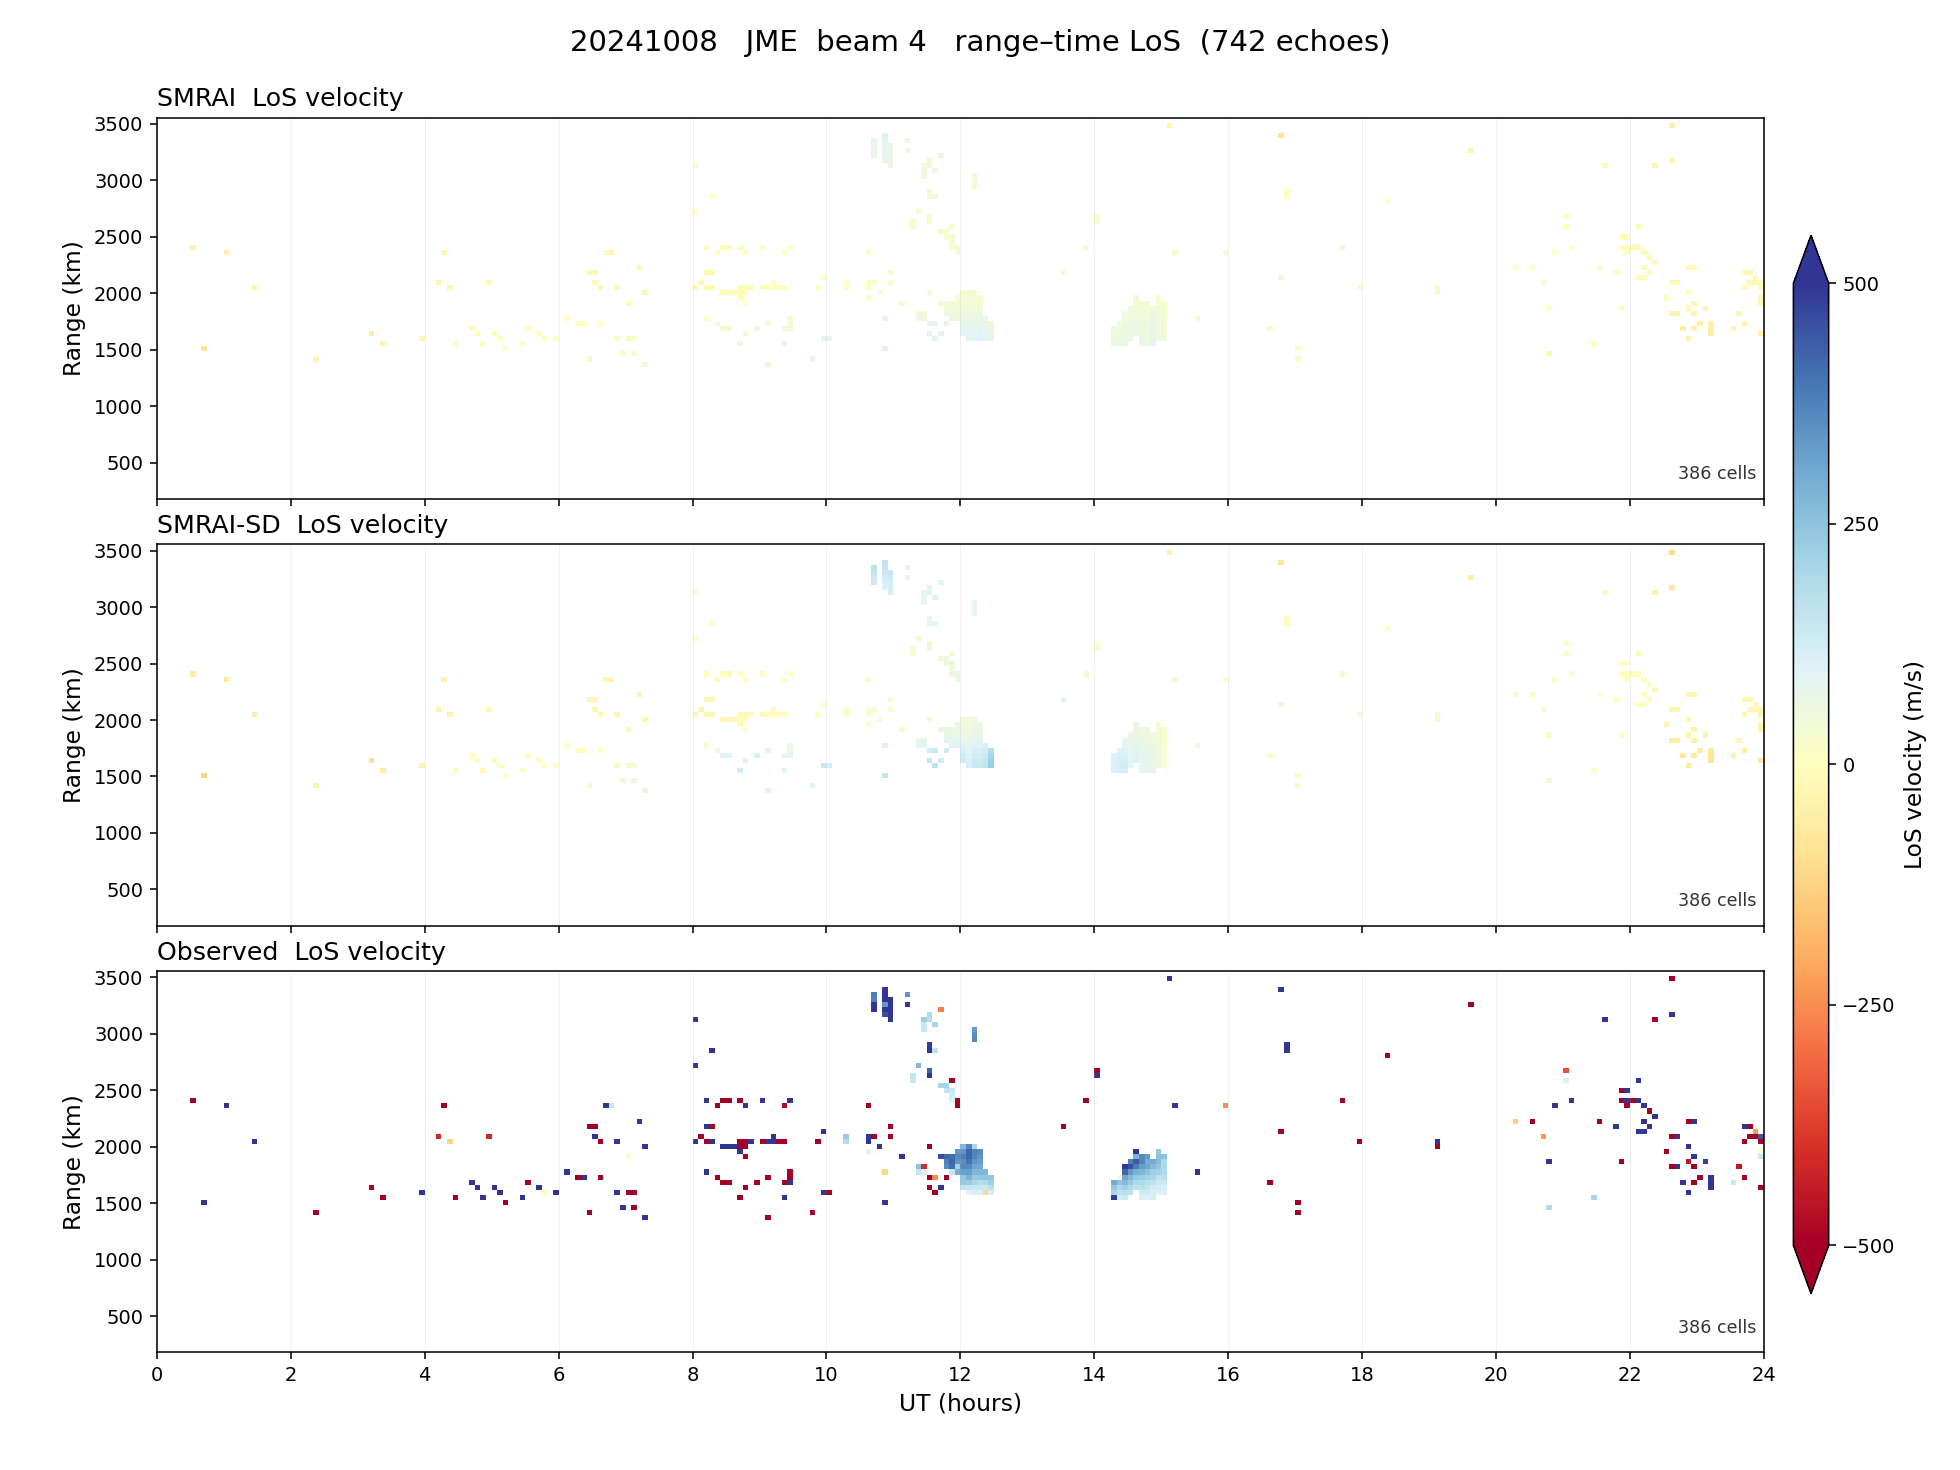 20241008   JME  beam 4   range–time LoS  (742 echoes)
SMRAI  LoS velocity
3500
3000
2500
2000
1500
1000
500
Range (km)
386 cells
SMRAI-SD  LoS velocity
3500
3000
2500
2000
1500
1000
500
Range (km)
386 cells
Observed  LoS velocity
3500
3000
2500
2000
1500
1000
500
Range (km)
386 cells
0 2 4 6 8 10 12 14 16 18 20 22 24
UT (hours)
500
250
0
−250
−500
LoS velocity (m/s)